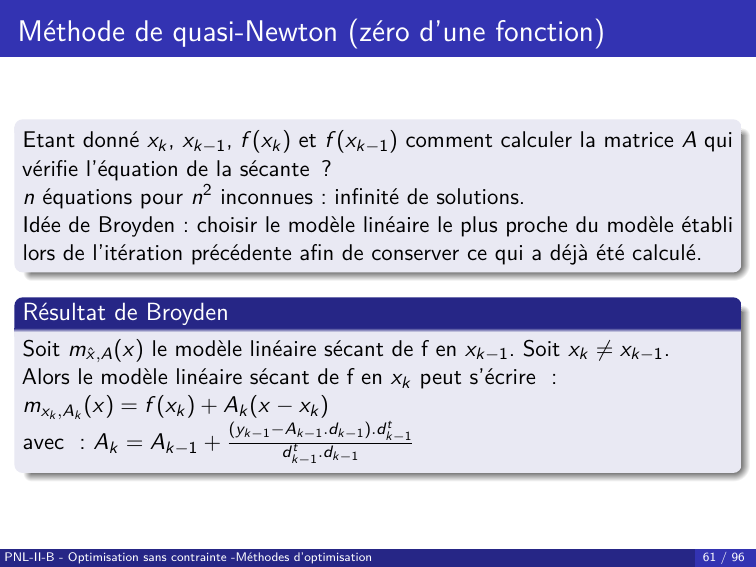 Méthode de quasi-Newton (zéro d'une fonction)
Etant donné $x_k$, $x_{k-1}$, $f(x_k)$ et $f(x_{k-1})$ comment calculer la matrice $A$ qui
vérifie l'équation de la sécante ?
$n$ équations pour $n^2$ inconnues : infinité de solutions.
Idée de Broyden : choisir le modèle linéaire le plus proche du modèle établi
lors de l'itération précédente afin de conserver ce qui a déjà été calculé.
Résultat de Broyden
Soit $m_{\hat{x},A}(x)$ le modèle linéaire sécant de f en $x_{k-1}$. Soit $x_k \neq x_{k-1}$.
Alors le modèle linéaire sécant de f en $x_k$ peut s'écrire :
$m_{x_k,A_k}(x) = f(x_k) + A_k(x - x_k)$
avec : $A_k = A_{k-1} + \frac{(y_{k-1}-A_{k-1}.d_{k-1}).d_{k-1}^t}{d_{k-1}^t.d_{k-1}}$
PNL-II-B - Optimisation sans contrainte -Méthodes d'optimisation
61 / 96